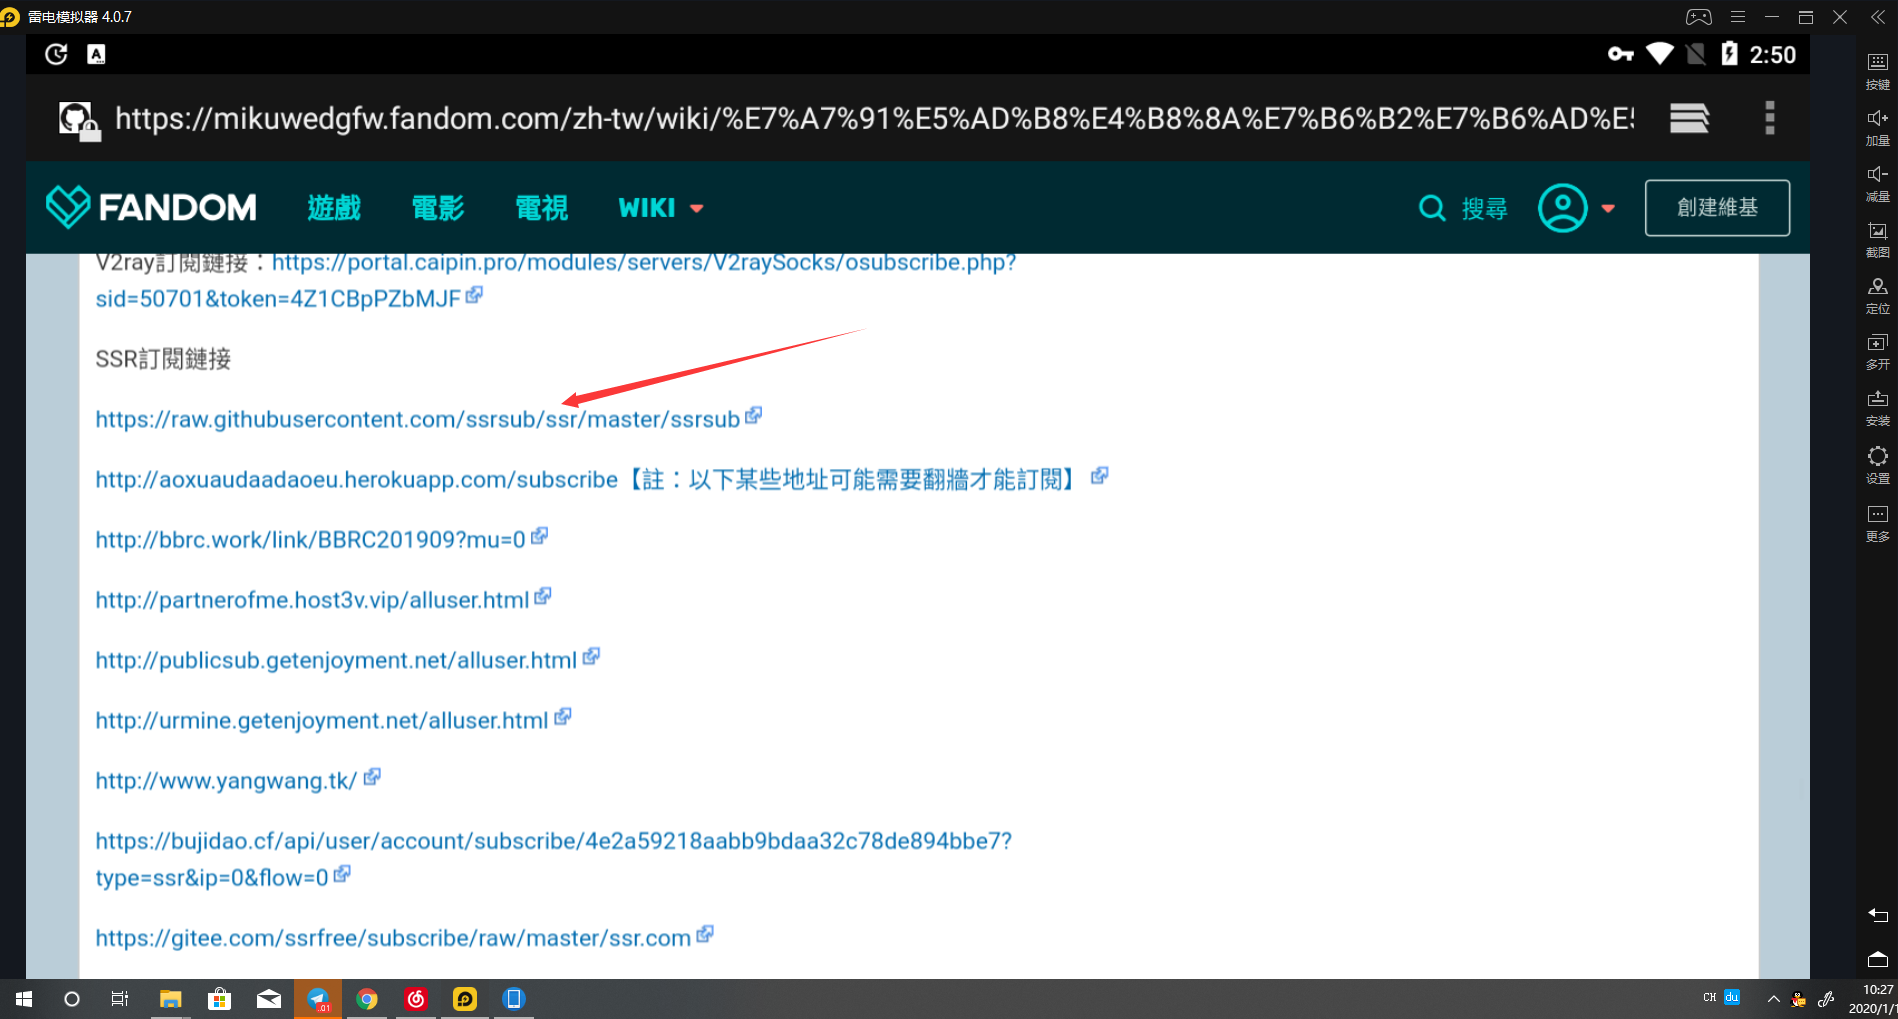 雷电模拟器 4.0.7
2:50
https://mikuwedgfw.fandom.com/zh-tw/wiki/%E7%A7%91%E5%AD%B8%E4%B8%8A%E7%B6%B2%E7%B6%AD%E5
FANDOM 遊戲 電影 電視 WIKI 搜尋 創建維基
V2ray訂閱鏈接：https://portal.caipin.pro/modules/servers/V2raySocks/osubscribe.php?
sid=50701&token=4Z1CBpPZbMJF
SSR訂閱鏈接
https://raw.githubusercontent.com/ssrsub/ssr/master/ssrsub
http://aoxuaudaadaoeu.herokuapp.com/subscribe【註：以下某些地址可能需要翻牆才能訂閱】
http://bbrc.work/link/BBRC201909?mu=0
http://partnerofme.host3v.vip/alluser.html
http://publicsub.getenjoyment.net/alluser.html
http://urmine.getenjoyment.net/alluser.html
http://www.yangwang.tk/
https://bujidao.cf/api/user/account/subscribe/4e2a59218aabb9bdaa32c78de894bbe7?
type=ssr&ip=0&flow=0
https://gitee.com/ssrfree/subscribe/raw/master/ssr.com
按键
加量
减量
截图
定位
多开
安装
设置
更多
.01
CH du
10:27
2020/1/1